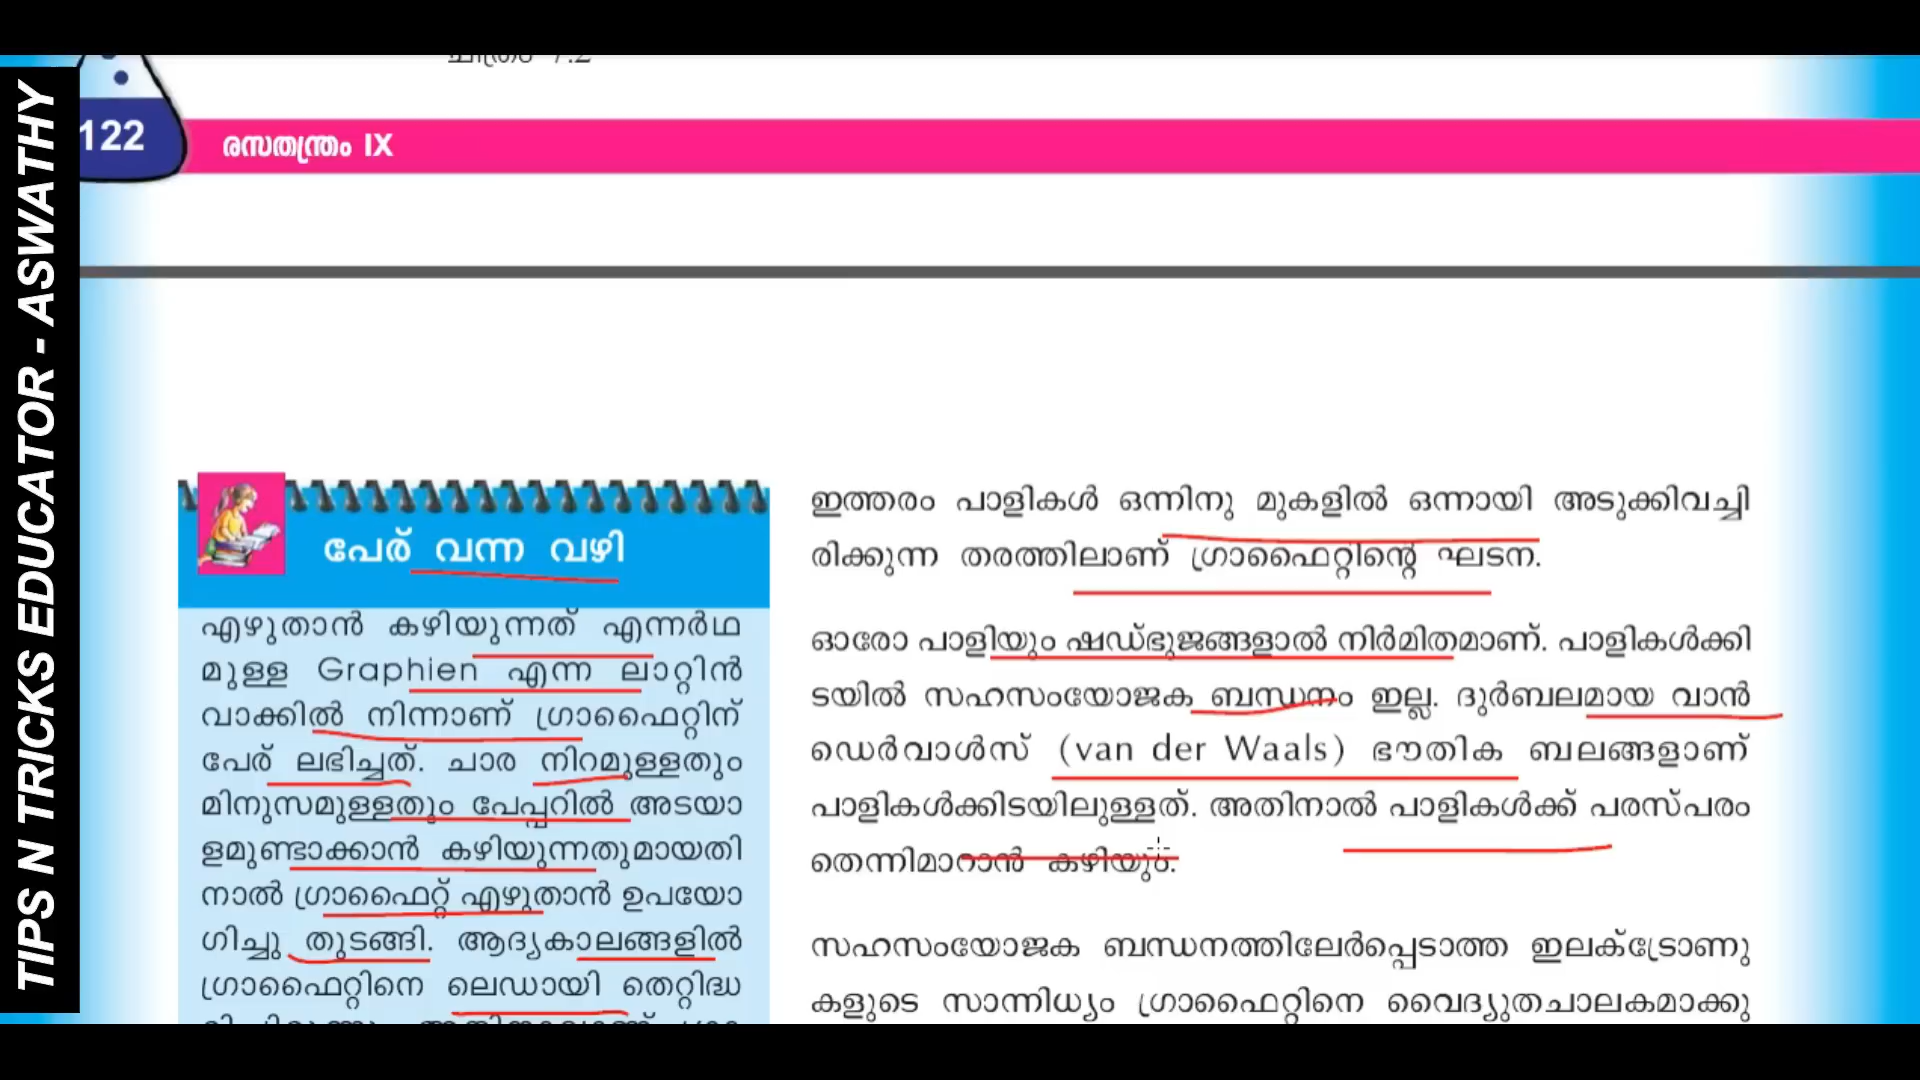 ചിത്രം 7.2
122
രസതന്ത്രം IX
TIPS N TRICKS EDUCATOR - ASWATHY
പേര് വന്ന വഴി
എഴുതാൻ കഴിയുന്നത് എന്നർഥ
മുള്ള Graphien എന്ന ലാറ്റിൻ
വാക്കിൽ നിന്നാണ് ഗ്രാഫൈറ്റിന്
പേര് ലഭിച്ചത്. ചാര നിറമുള്ളതും
മിനുസമുള്ളതും പേപ്പറിൽ അടയാ
ളമുണ്ടാക്കാൻ കഴിയുന്നതുമായതി
നാൽ ഗ്രാഫൈറ്റ് എഴുതാൻ ഉപയോ
ഗിച്ചു തുടങ്ങി. ആദ്യകാലങ്ങളിൽ
ഗ്രാഫൈറ്റിനെ ലെഡായി തെറ്റിദ്ധ
ഇത്തരം പാളികൾ ഒന്നിനു മുകളിൽ ഒന്നായി അടുക്കിവച്ചി
രിക്കുന്ന തരത്തിലാണ് ഗ്രാഫൈറ്റിന്റെ ഘടന.
ഓരോ പാളിയും ഷഡ്ഭുജങ്ങളാൽ നിർമിതമാണ്. പാളികൾക്കി
ടയിൽ സഹസംയോജക ബന്ധനം ഇല്ല. ദുർബലമായ വാൻ
ഡെർവാൾസ് (van der Waals) ഭൗതിക ബലങ്ങളാണ്
പാളികൾക്കിടയിലുള്ളത്. അതിനാൽ പാളികൾക്ക് പരസ്പരം
തെന്നിമാറാൻ കഴിയും.
സഹസംയോജക ബന്ധനത്തിലേർപ്പെടാത്ത ഇലക്ട്രോണു
കളുടെ സാന്നിധ്യം ഗ്രാഫൈറ്റിനെ വൈദ്യുതചാലകമാക്കു